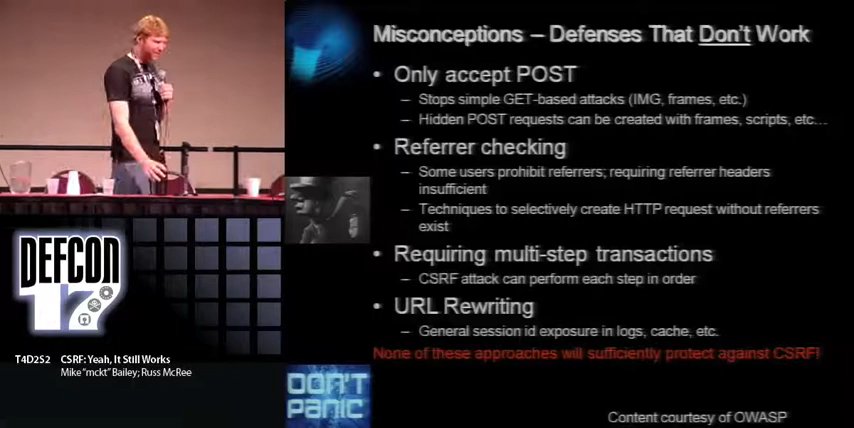 Misconceptions – Defenses That Don't Work
• Only accept POST
– Stops simple GET-based attacks (IMG, frames, etc.)
– Hidden POST requests can be created with frames, scripts, etc…
• Referrer checking
– Some users prohibit referrers; requiring referrer headers
insufficient
– Techniques to selectively create HTTP request without referrers
exist
• Requiring multi-step transactions
– CSRF attack can perform each step in order
• URL Rewriting
– General session id exposure in logs, cache, etc.
None of these approaches will sufficiently protect against CSRF!
Content courtesy of OWASP
DEFCON
17
T4D2S2 CSRF: Yeah, It Still Works
Mike "mckt" Bailey; Russ McRee
DON'T
PANIC